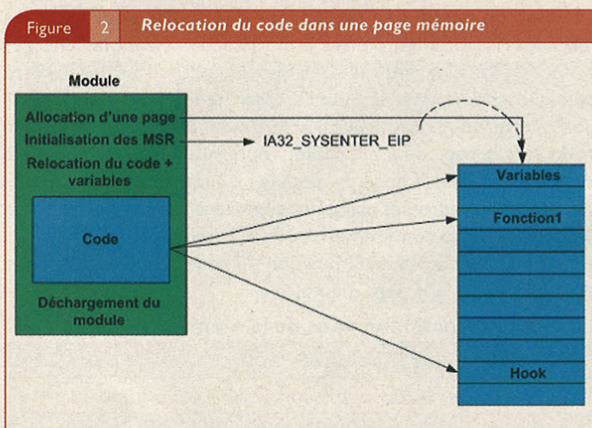 Figure 2 Relocation du code dans une page mémoire
Module
Allocation d'une page
Initialisation des MSR
IA32_SYSENTER_EIP
Relocation du code +
variables
Code
Déchargement du
module
Variables
Fonction1
Hook